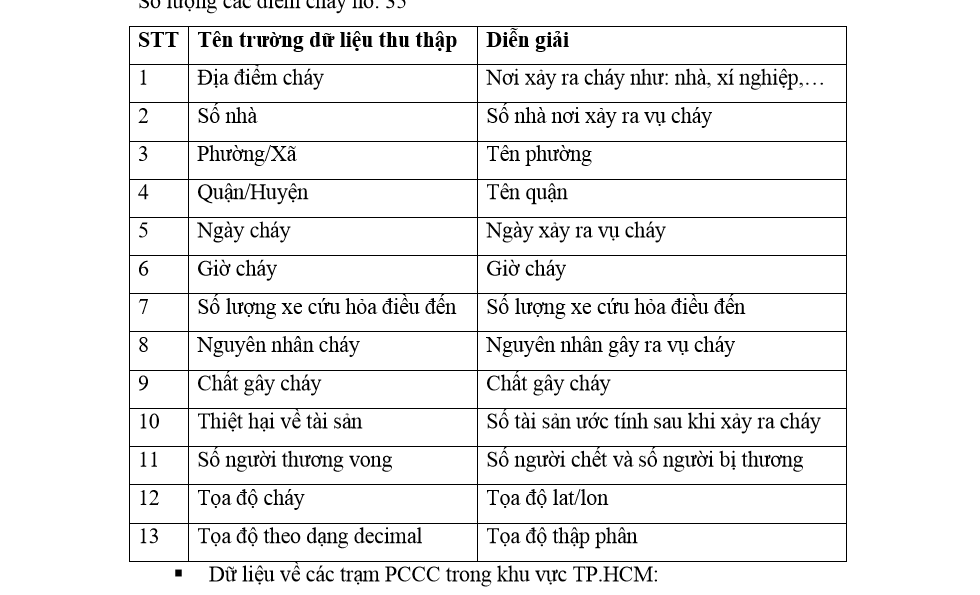 Số lượng các điểm cháy nổ: 35
STT Tên trường dữ liệu thu thập Diễn giải
1 Địa điểm cháy Nơi xảy ra cháy như: nhà, xí nghiệp,…
2 Số nhà Số nhà nơi xảy ra vụ cháy
3 Phường/Xã Tên phường
4 Quận/Huyện Tên quận
5 Ngày cháy Ngày xảy ra vụ cháy
6 Giờ cháy Giờ cháy
7 Số lượng xe cứu hỏa điều đến Số lượng xe cứu hỏa điều đến
8 Nguyên nhân cháy Nguyên nhân gây ra vụ cháy
9 Chất gây cháy Chất gây cháy
10 Thiệt hại về tài sản Số tài sản ước tính sau khi xảy ra cháy
11 Số người thương vong Số người chết và số người bị thương
12 Tọa độ cháy Tọa độ lat/lon
13 Tọa độ theo dạng decimal Tọa độ thập phân
▪ Dữ liệu về các trạm PCCC trong khu vực TP.HCM: